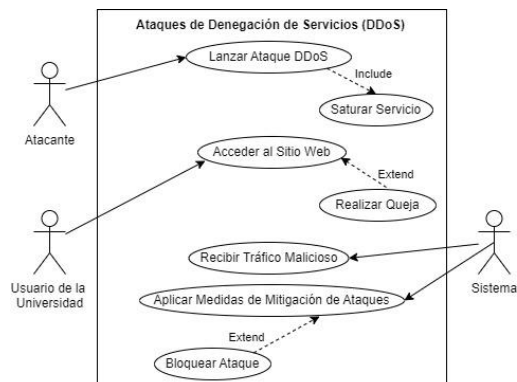 Ataques de Denegación de Servicios (DDoS)
Lanzar Ataque DDoS
Include
Saturar Servicio
Atacante
Acceder al Sitio Web
Extend
Realizar Queja
Usuario de la
Universidad
Recibir Tráfico Malicioso
Sistema
Aplicar Medidas de Mitigación de Ataques
Extend
Bloquear Ataque